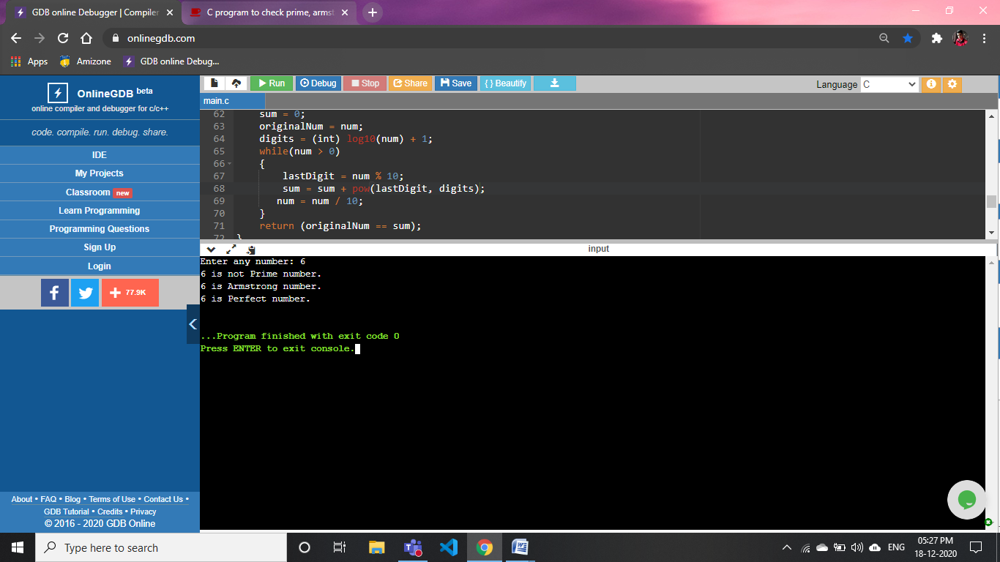 GDB online Debugger | Compiler
C program to check prime, armst
onlinegdb.com
Apps
Amizone
GDB online Debug...
OnlineGDB beta
online compiler and debugger for c/c++
code. compile. run. debug. share.
IDE
My Projects
Classroom new
Learn Programming
Programming Questions
Sign Up
Login
77.9K
About • FAQ • Blog • Terms of Use • Contact Us •
GDB Tutorial • Credits • Privacy
© 2016 - 2020 GDB Online
Run Debug Stop Share Save { } Beautify
Language C
main.c
62 sum = 0;
63 originalNum = num;
64 digits = (int) log10(num) + 1;
65 while(num > 0)
66 {
67 lastDigit = num % 10;
68 sum = sum + pow(lastDigit, digits);
69 num = num / 10;
70 }
71 return (originalNum == sum);
72 }
input
Enter any number: 6
6 is not Prime number.
6 is Armstrong number.
6 is Perfect number.
...Program finished with exit code 0
Press ENTER to exit console.
Type here to search
ENG
05:27 PM
18-12-2020